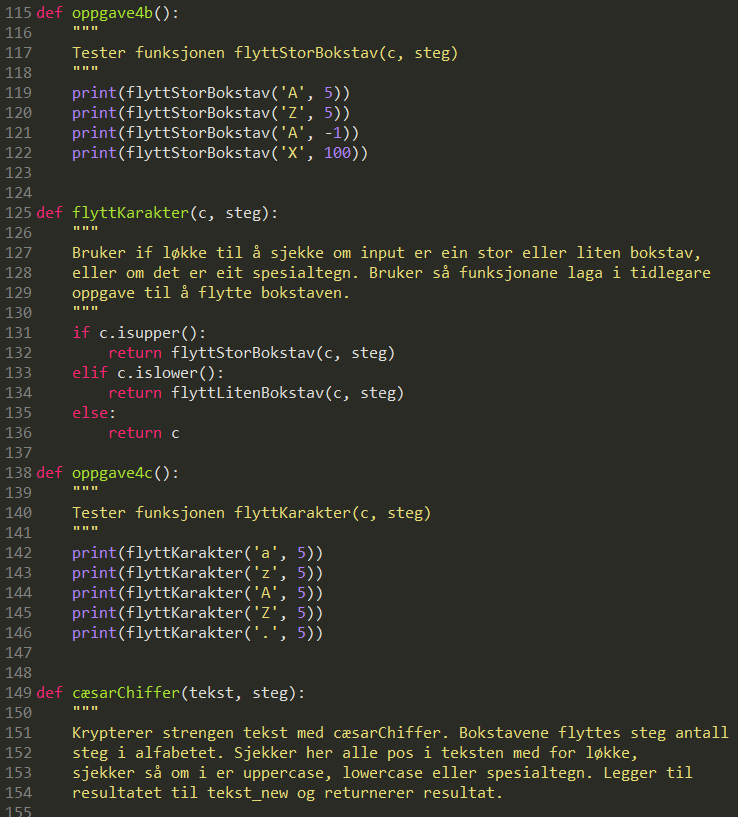 115 def oppgave4b():
116     """
117     Tester funksjonen flyttStorBokstav(c, steg)
118     """
119     print(flyttStorBokstav('A', 5))
120     print(flyttStorBokstav('Z', 5))
121     print(flyttStorBokstav('A', -1))
122     print(flyttStorBokstav('X', 100))
123
124
125 def flyttKarakter(c, steg):
126     """
127     Bruker if løkke til å sjekke om input er ein stor eller liten bokstav,
128     eller om det er eit spesialtegn. Bruker så funksjonane laga i tidlegare
129     oppgave til å flytte bokstaven.
130     """
131     if c.isupper():
132         return flyttStorBokstav(c, steg)
133     elif c.islower():
134         return flyttLitenBokstav(c, steg)
135     else:
136         return c
137
138 def oppgave4c():
139     """
140     Tester funksjonen flyttKarakter(c, steg)
141     """
142     print(flyttKarakter('a', 5))
143     print(flyttKarakter('z', 5))
144     print(flyttKarakter('A', 5))
145     print(flyttKarakter('Z', 5))
146     print(flyttKarakter('.', 5))
147
148
149 def cæsarChiffer(tekst, steg):
150     """
151     Krypterer strengen tekst med cæsarChiffer. Bokstavene flyttes steg antall
152     steg i alfabetet. Sjekker her alle pos i teksten med for løkke,
153     sjekker så om i er uppercase, lowercase eller spesialtegn. Legger til
154     resultatet til tekst_new og returnerer resultat.
155